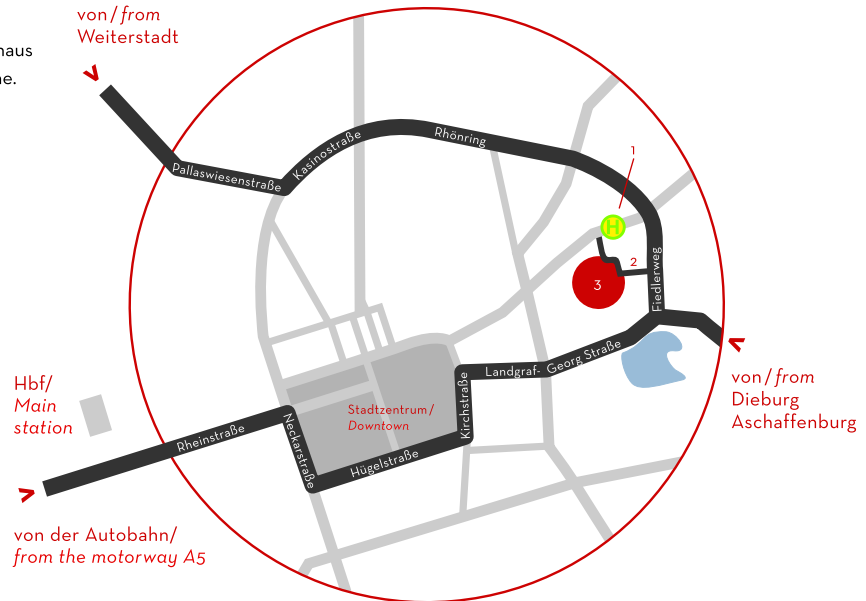 von/from
Weiterstadt
haus
ne.
Pallaswiesenstraße
Kasinostraße
Rhönring
1
H
2
3
Fiedlerweg
Landgraf- Georg Straße
Kirchstraße
Stadtzentrum/
Downtown
Hügelstraße
Neckarstraße
Rheinstraße
Hbf/
Main
station
von/from
Dieburg
Aschaffenburg
von der Autobahn/
from the motorway A5